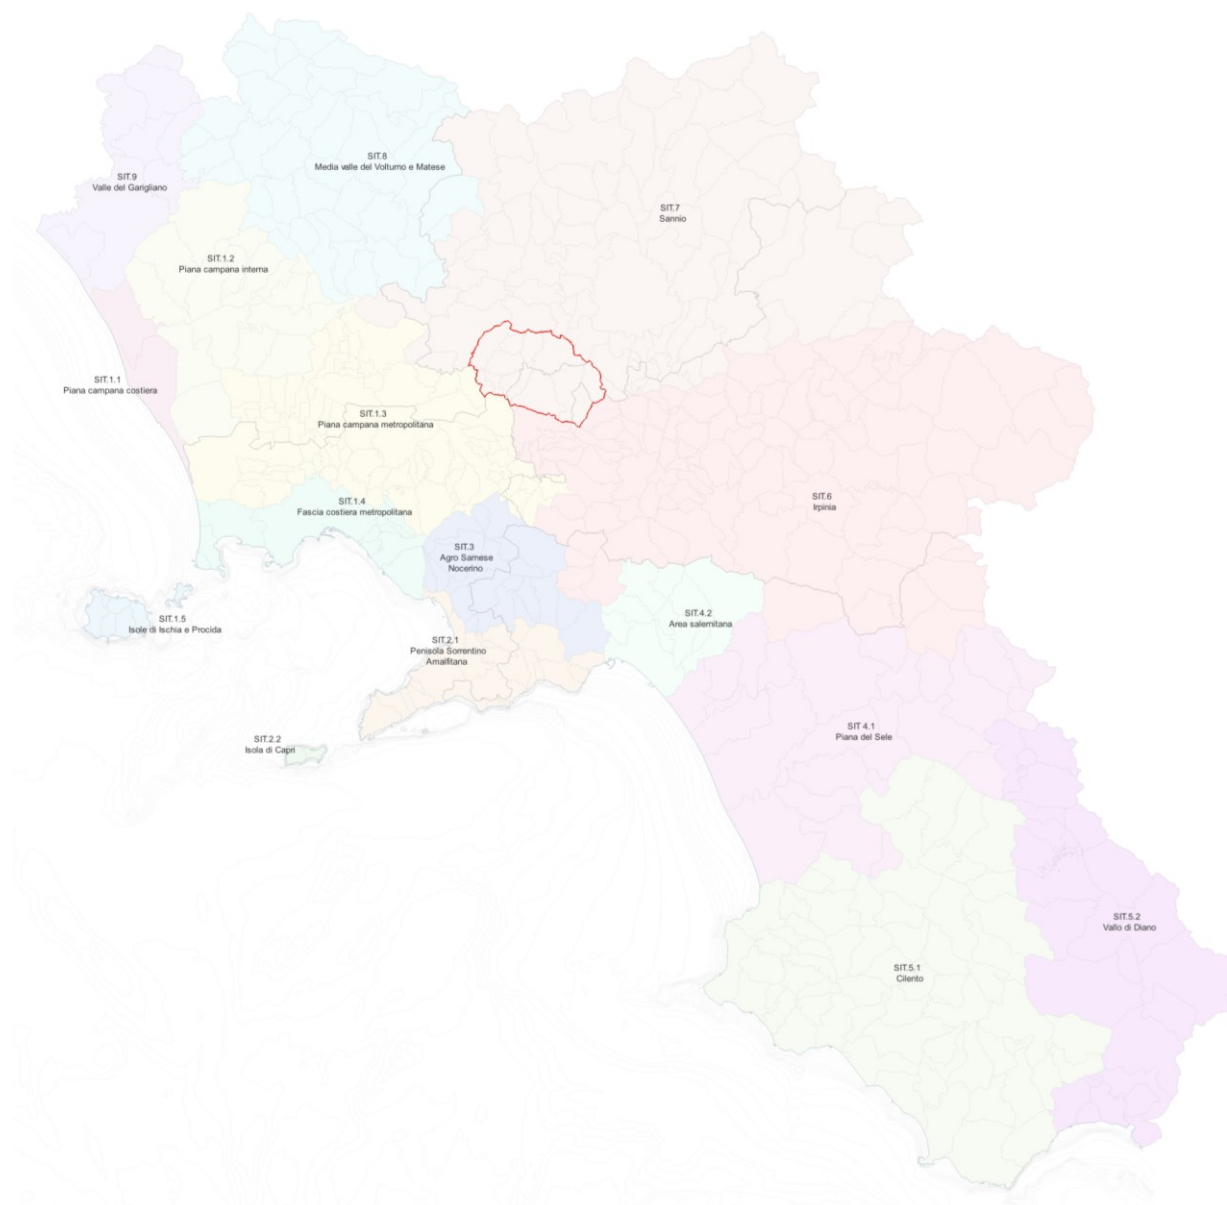 SIT.8
Media valle del Volturno e Matese
SIT.9
Valle del Garigliano
SIT.7
Sannio
SIT.1.2
Piana campana interna
SIT.1.1
Piana campana costiera
SIT.1.3
Piana campana metropolitana
SIT.6
Irpinia
SIT.1.4
Fascia costiera metropolitana
SIT.3
Agro Sarnese
Nocerino
SIT.4.2
Area salernitana
SIT.1.5
Isole di Ischia e Procida
SIT.2.1
Penisola Sorrentino
Amalfitana
SIT 4.1
Piana del Sele
SIT.2.2
Isola di Capri
SIT.5.2
Vallo di Diano
SIT.5.1
Cilento